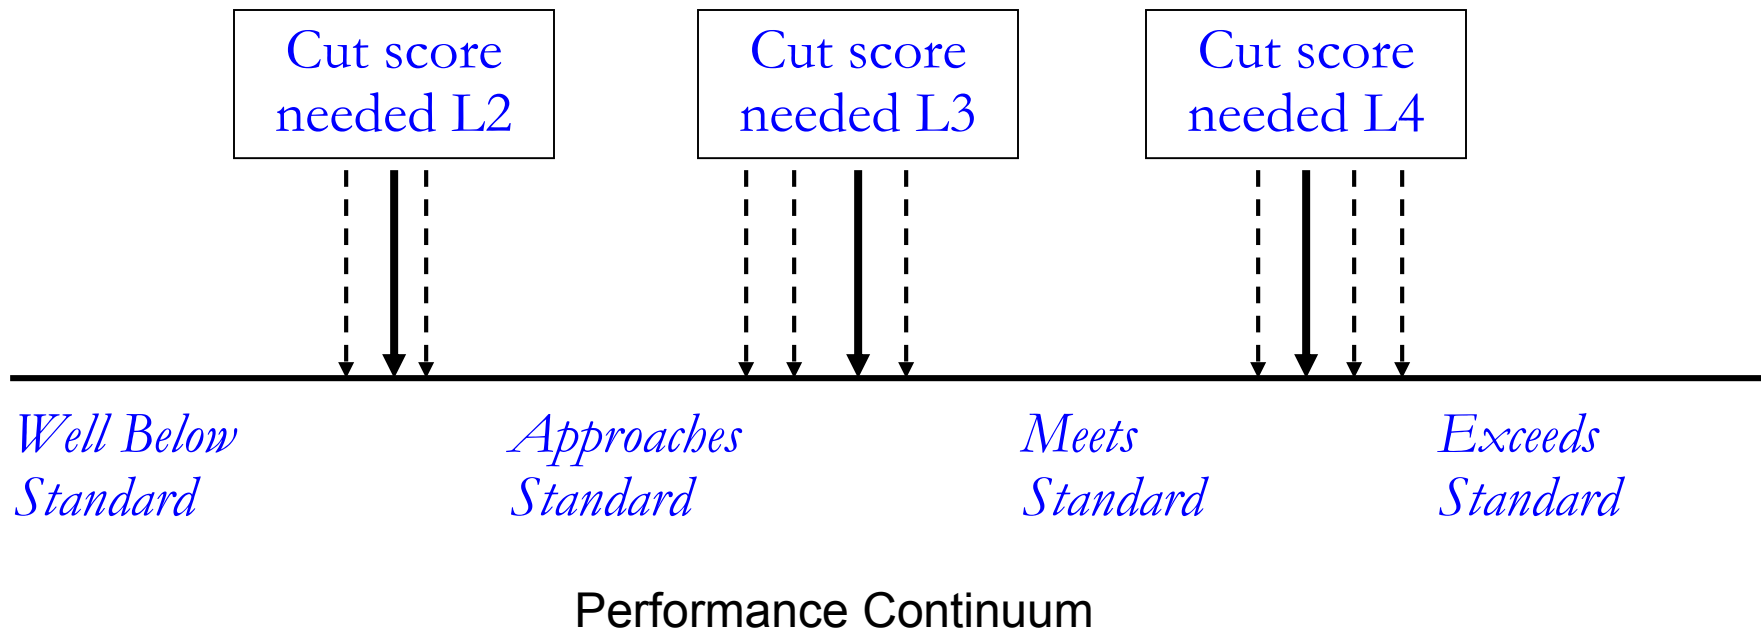 Cut score
needed L2
Cut score
needed L3
Cut score
needed L4
Well Below
Standard
Approaches
Standard
Meets
Standard
Exceeds
Standard
Performance Continuum